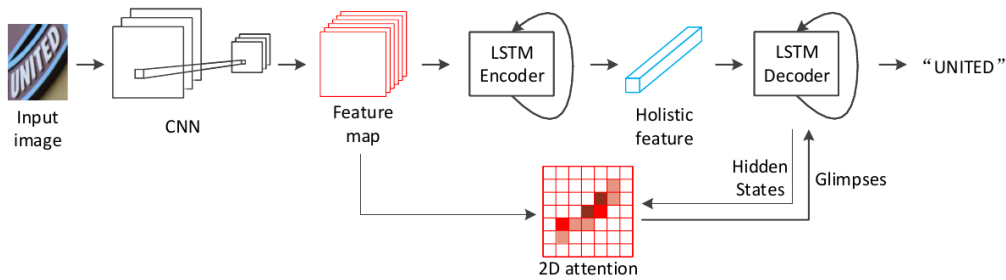 UNITED
Input
image
CNN
Feature
map
LSTM
Encoder
Holistic
feature
LSTM
Decoder
“UNITED”
Hidden
States
Glimpses
2D attention